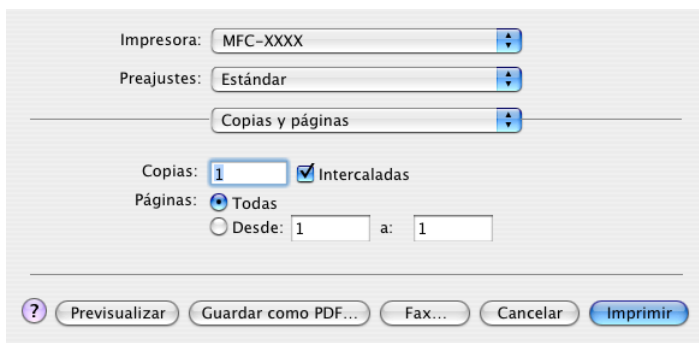 Impresora: MFC-XXXX
Preajustes: Estándar
Copias y páginas
Copias: 1 Intercaladas
Páginas: Todas
Desde: 1 a: 1
? Previsualizar Guardar como PDF... Fax... Cancelar Imprimir